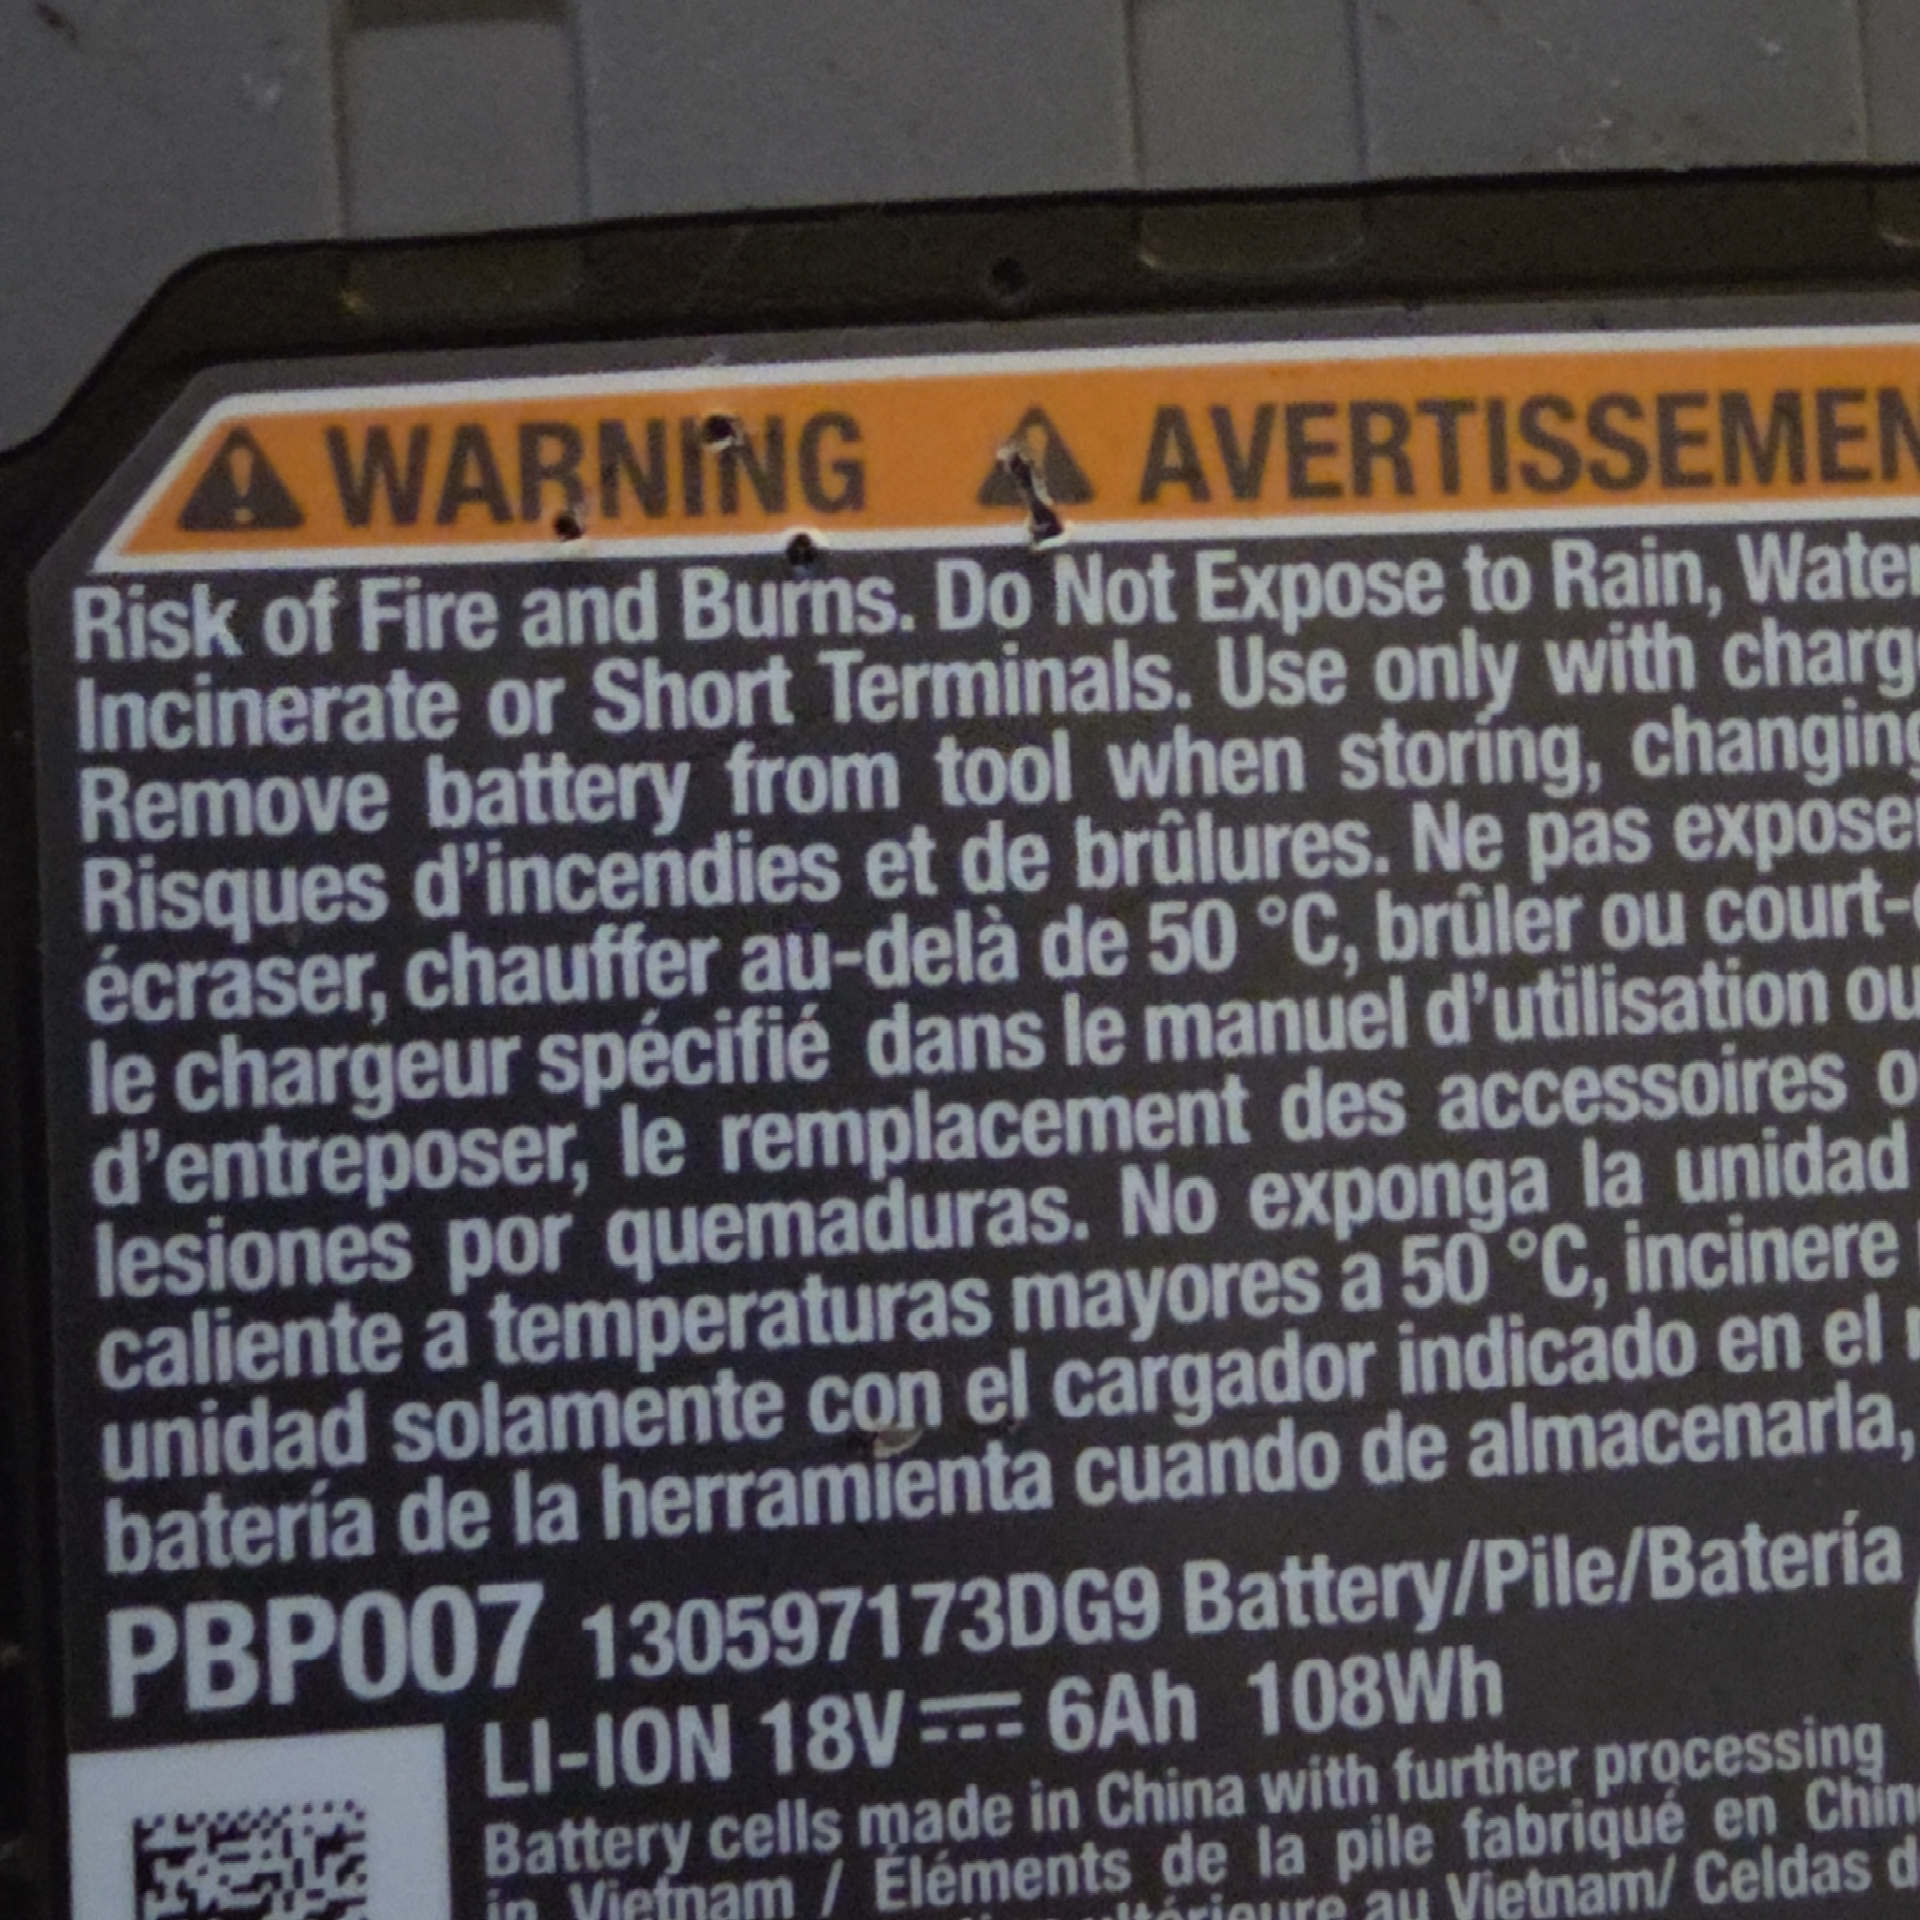 WARNING AVERTISSEMEN
Risk of Fire and Burns. Do Not Expose to Rain, Water
Incinerate or Short Terminals. Use only with charg
Remove battery from tool when storing, changing
Risques d’incendies et de brûlures. Ne pas exposer
écraser, chauffer au-delà de 50 °C, brûler ou court-
le chargeur spécifié dans le manuel d’utilisation ou
d’entreposer, le remplacement des accessoires o
lesiones por quemaduras. No exponga la unidad
caliente a temperaturas mayores a 50 °C, incinere
unidad solamente con el cargador indicado en el
batería de la herramienta cuando de almacenarla,
PBP007 130597173DG9 Battery/Pile/Batería
LI-ION 18V 6Ah 108Wh
Battery cells made in China with further processing
in Vietnam / Éléments de la pile fabriqué en Chin
ultérieure au Vietnam/ Celdas d